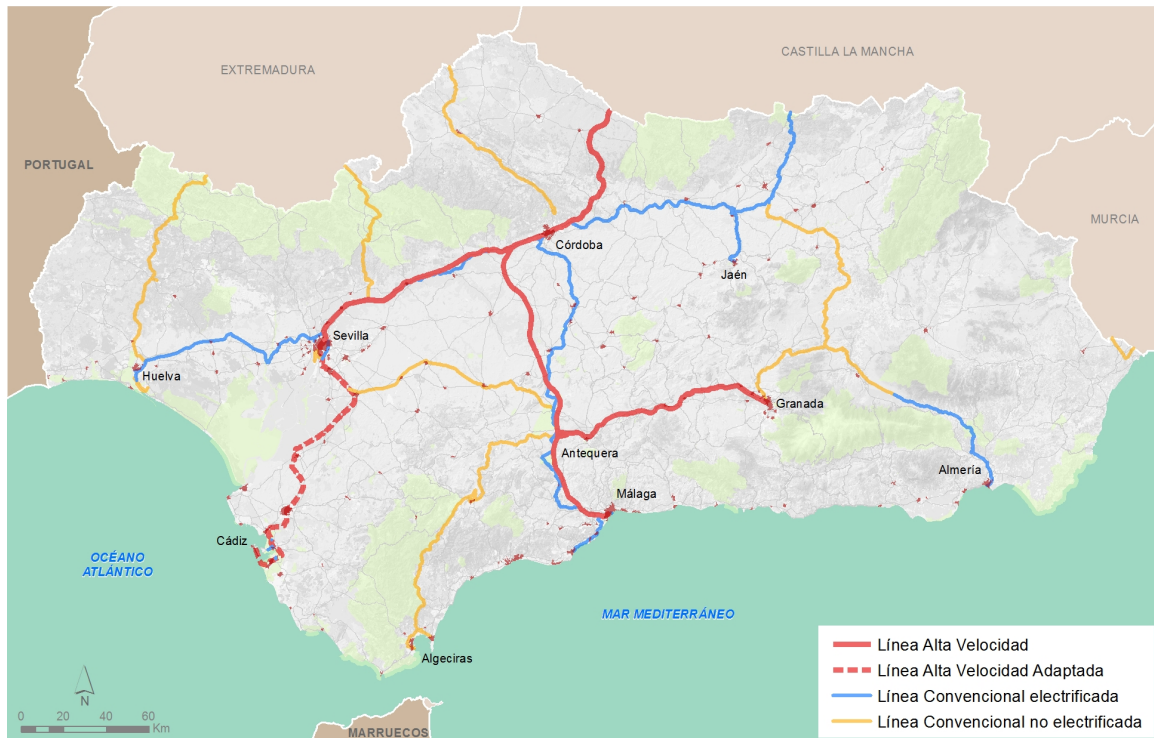 CASTILLA LA MANCHA
EXTREMADURA
PORTUGAL
MURCIA
Córdoba
Jaén
Sevilla
Huelva
Granada
Antequera
Almería
Málaga
Cádiz
OCÉANO
ATLÁNTICO
MAR MEDITERRÁNEO
Algeciras
Línea Alta Velocidad
Línea Alta Velocidad Adaptada
Línea Convencional electrificada
Línea Convencional no electrificada
N
0 20 40 60
Km
MARRUECOS